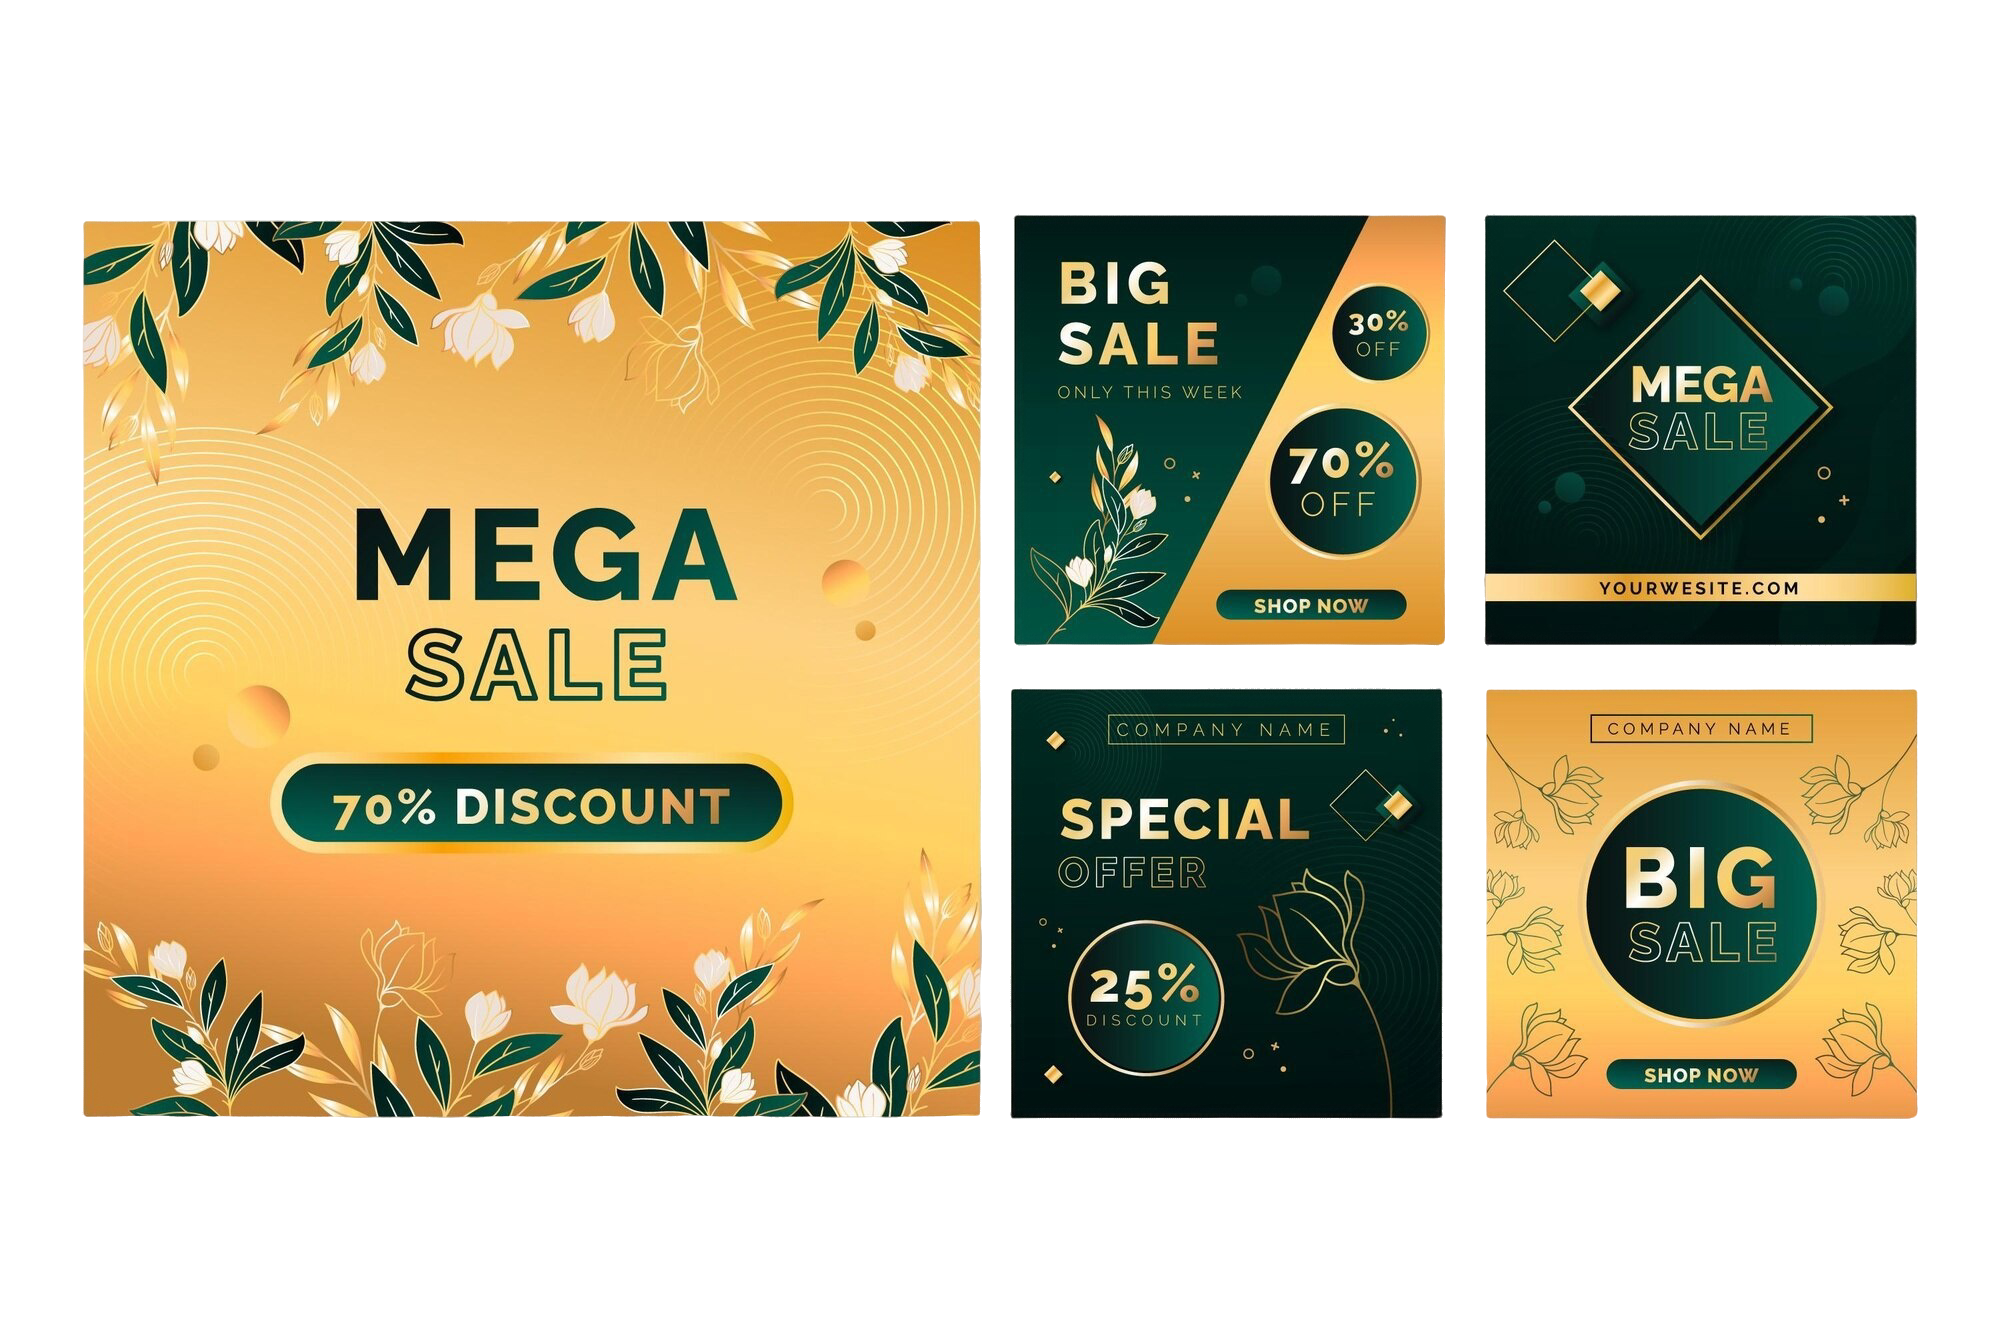 MEGA
SALE
70% DISCOUNT
BIG
SALE
ONLY THIS WEEK
30%
OFF
70%
OFF
SHOP NOW
MEGA
SALE
YOURWESITE.COM
COMPANY NAME
SPECIAL
OFFER
25%
DISCOUNT
COMPANY NAME
BIG
SALE
SHOP NOW